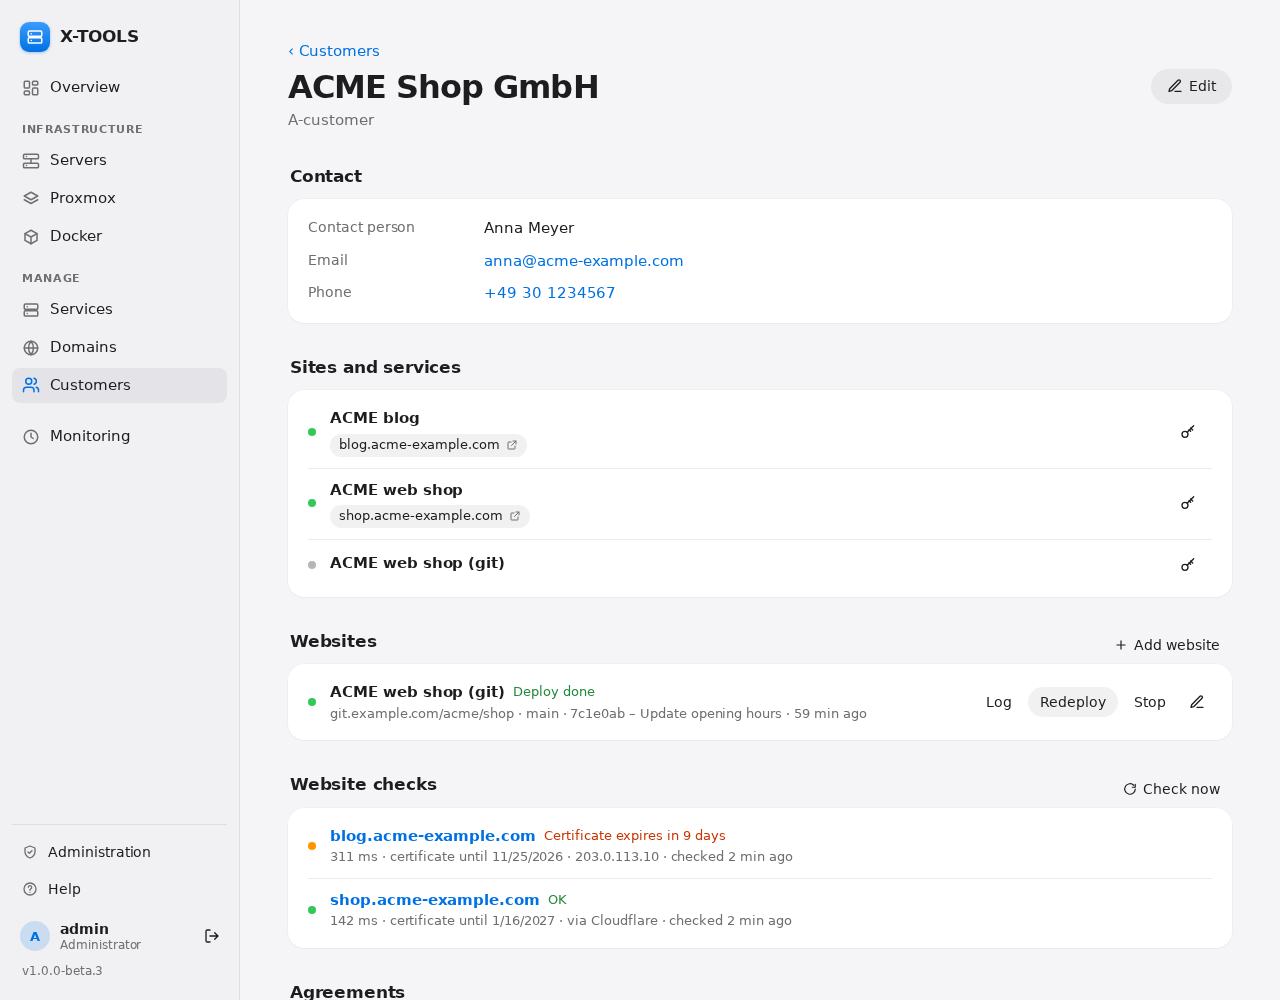 X-TOOLS
Overview
INFRASTRUCTURE
Servers
Proxmox
Docker
MANAGE
Services
Domains
Customers
Monitoring
Administration
Help
A
admin
Administrator
v1.0.0-beta.3
‹ Customers
ACME Shop GmbH
Edit
A-customer
Contact
Contact person Anna Meyer
Email anna@acme-example.com
Phone +49 30 1234567
Sites and services
ACME blog
blog.acme-example.com
ACME web shop
shop.acme-example.com
ACME web shop (git)
Websites
+ Add website
ACME web shop (git) Deploy done
git.example.com/acme/shop · main · 7c1e0ab – Update opening hours · 59 min ago
Log Redeploy Stop
Website checks
Check now
blog.acme-example.com Certificate expires in 9 days
311 ms · certificate until 11/25/2026 · 203.0.113.10 · checked 2 min ago
shop.acme-example.com OK
142 ms · certificate until 1/16/2027 · via Cloudflare · checked 2 min ago
Agreements